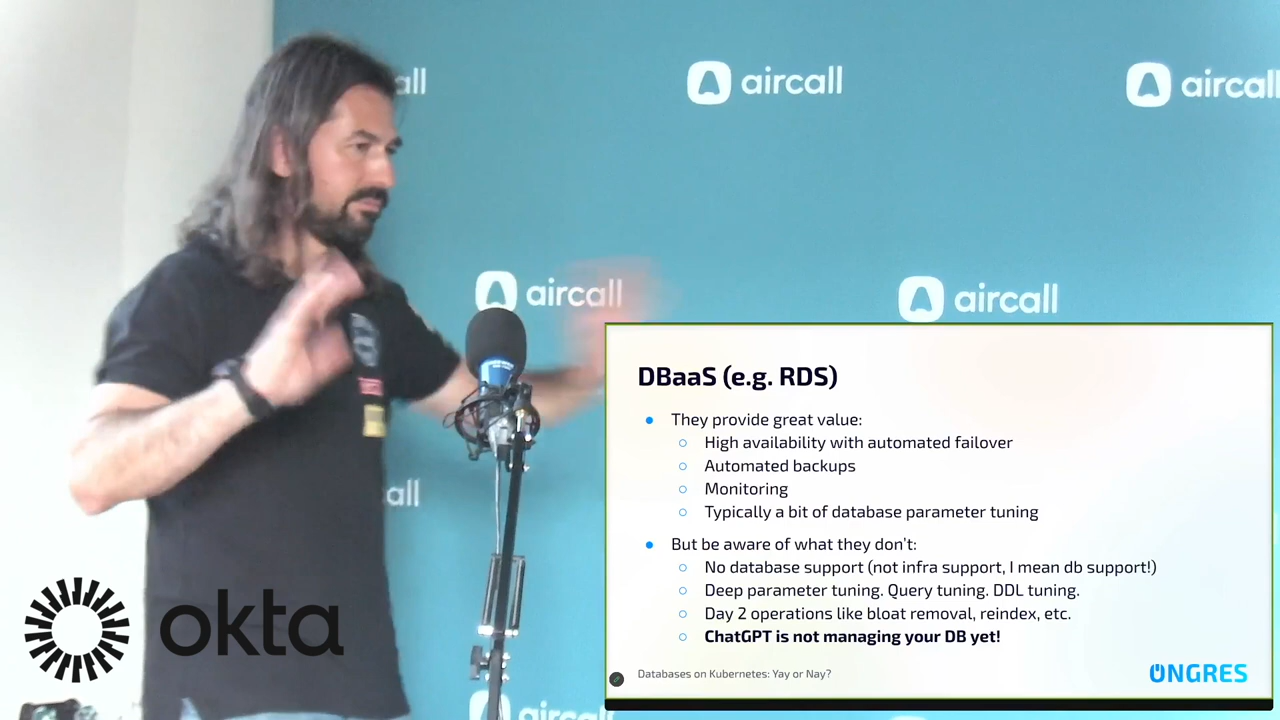 all
aircall
aircall
aircall
aircall
all
aircall
okta
DBaaS (e.g. RDS)
They provide great value:
High availability with automated failover
Automated backups
Monitoring
Typically a bit of database parameter tuning
But be aware of what they don't:
No database support (not infra support, I mean db support!)
Deep parameter tuning. Query tuning. DDL tuning.
Day 2 operations like bloat removal, reindex, etc.
ChatGPT is not managing your DB yet!
Databases on Kubernetes: Yay or Nay?
ONGRES